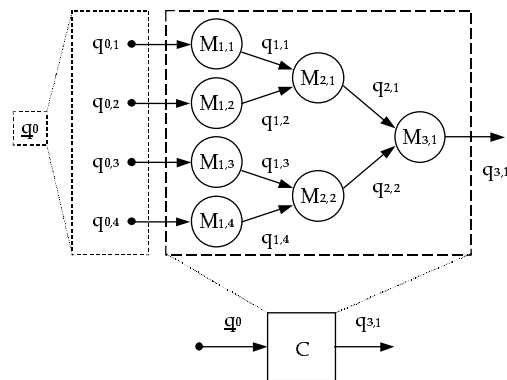 q0,1 M1,1 q1,1
M2,1 q2,1
q0,2 M1,2 q1,2
q0 M3,1
q0,3 M1,3 q1,3 q2,2 q3,1
M2,2
q0,4 M1,4 q1,4
q0 q3,1
C